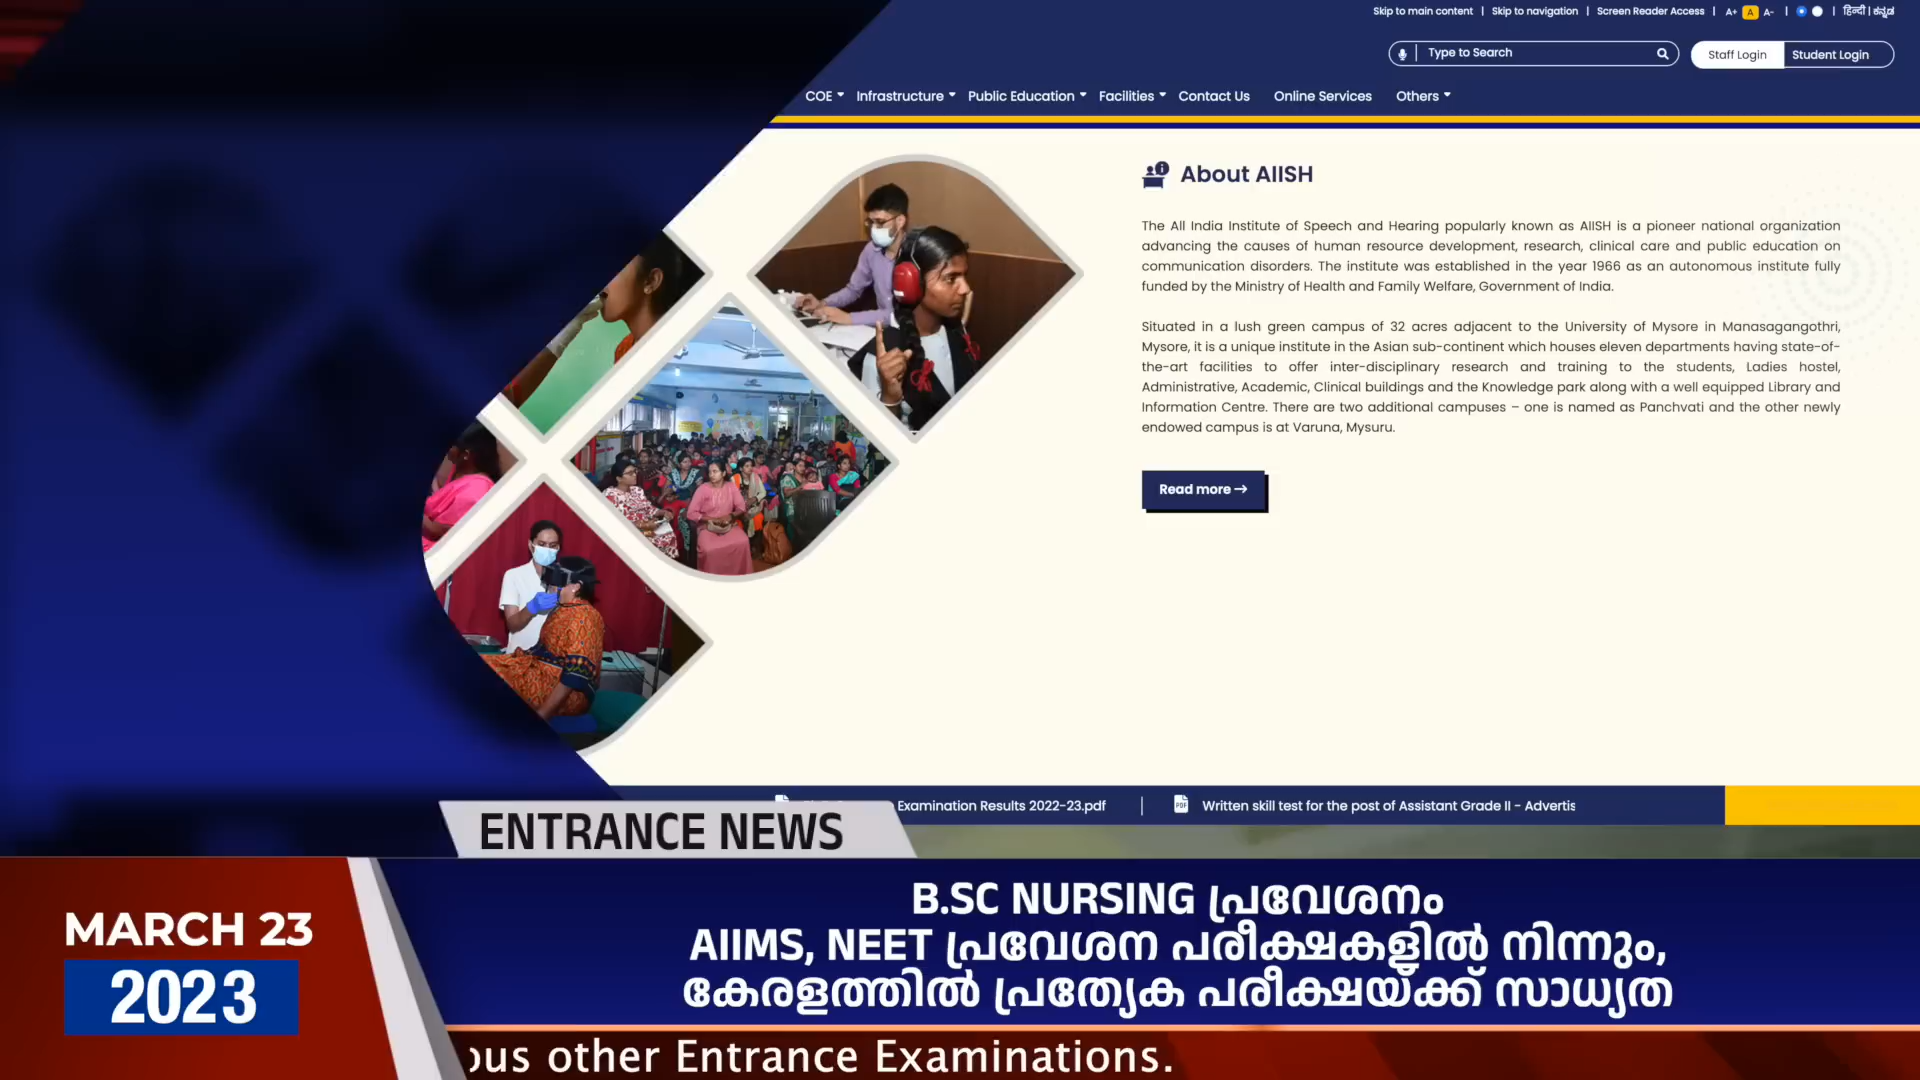 Skip to main content | Skip to navigation | Screen Reader Access | A+ A A- | हिन्दी | ಕನ್ನಡ
Type to Search
Staff Login Student Login
COE Infrastructure Public Education Facilities Contact Us Online Services Others
About AIISH
The All India Institute of Speech and Hearing popularly known as AIISH is a pioneer national organization
advancing the causes of human resource development, research, clinical care and public education on
communication disorders. The institute was established in the year 1966 as an autonomous institute fully
funded by the Ministry of Health and Family Welfare, Government of India.
Situated in a lush green campus of 32 acres adjacent to the University of Mysore in Manasagangothri,
Mysore, it is a unique institute in the Asian sub-continent which houses eleven departments having state-of-
the-art facilities to offer inter-disciplinary research and training to the students, Ladies hostel,
Administrative, Academic, Clinical buildings and the Knowledge park along with a well equipped Library and
Information Centre. There are two additional campuses – one is named as Panchvati and the other newly
endowed campus is at Varuna, Mysuru.
Read more →
Examination Results 2022-23.pdf | PDF Written skill test for the post of Assistant Grade II - Advertis
ENTRANCE NEWS
MARCH 23
2023
B.SC NURSING പ്രവേശനം
AIIMS, NEET പ്രവേശന പരീക്ഷകളിൽ നിന്നും,
കേരളത്തിൽ പ്രത്യേക പരീക്ഷയ്ക്ക് സാധ്യത
ous other Entrance Examinations.